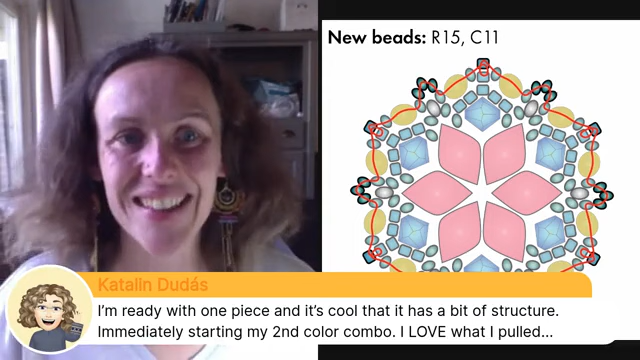 New beads: R15, C11
Katalin Dudás
I'm ready with one piece and it's cool that it has a bit of structure.
Immediately starting my 2nd color combo. I LOVE what I pulled...